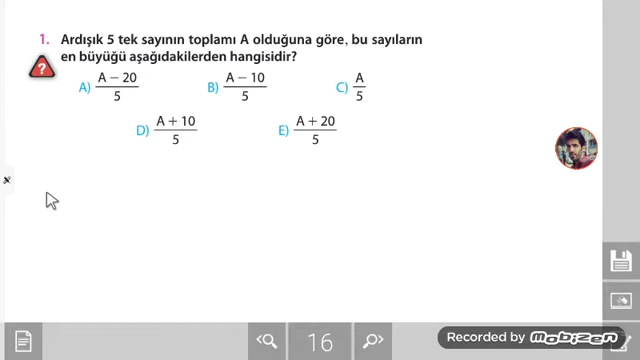 1. Ardışık 5 tek sayının toplamı A olduğuna göre, bu sayıların
en büyüğü aşağıdakilerden hangisidir?
A) A − 20 / 5 B) A − 10 / 5 C) A / 5
D) A + 10 / 5 E) A + 20 / 5
16
Recorded by MOBIZEN